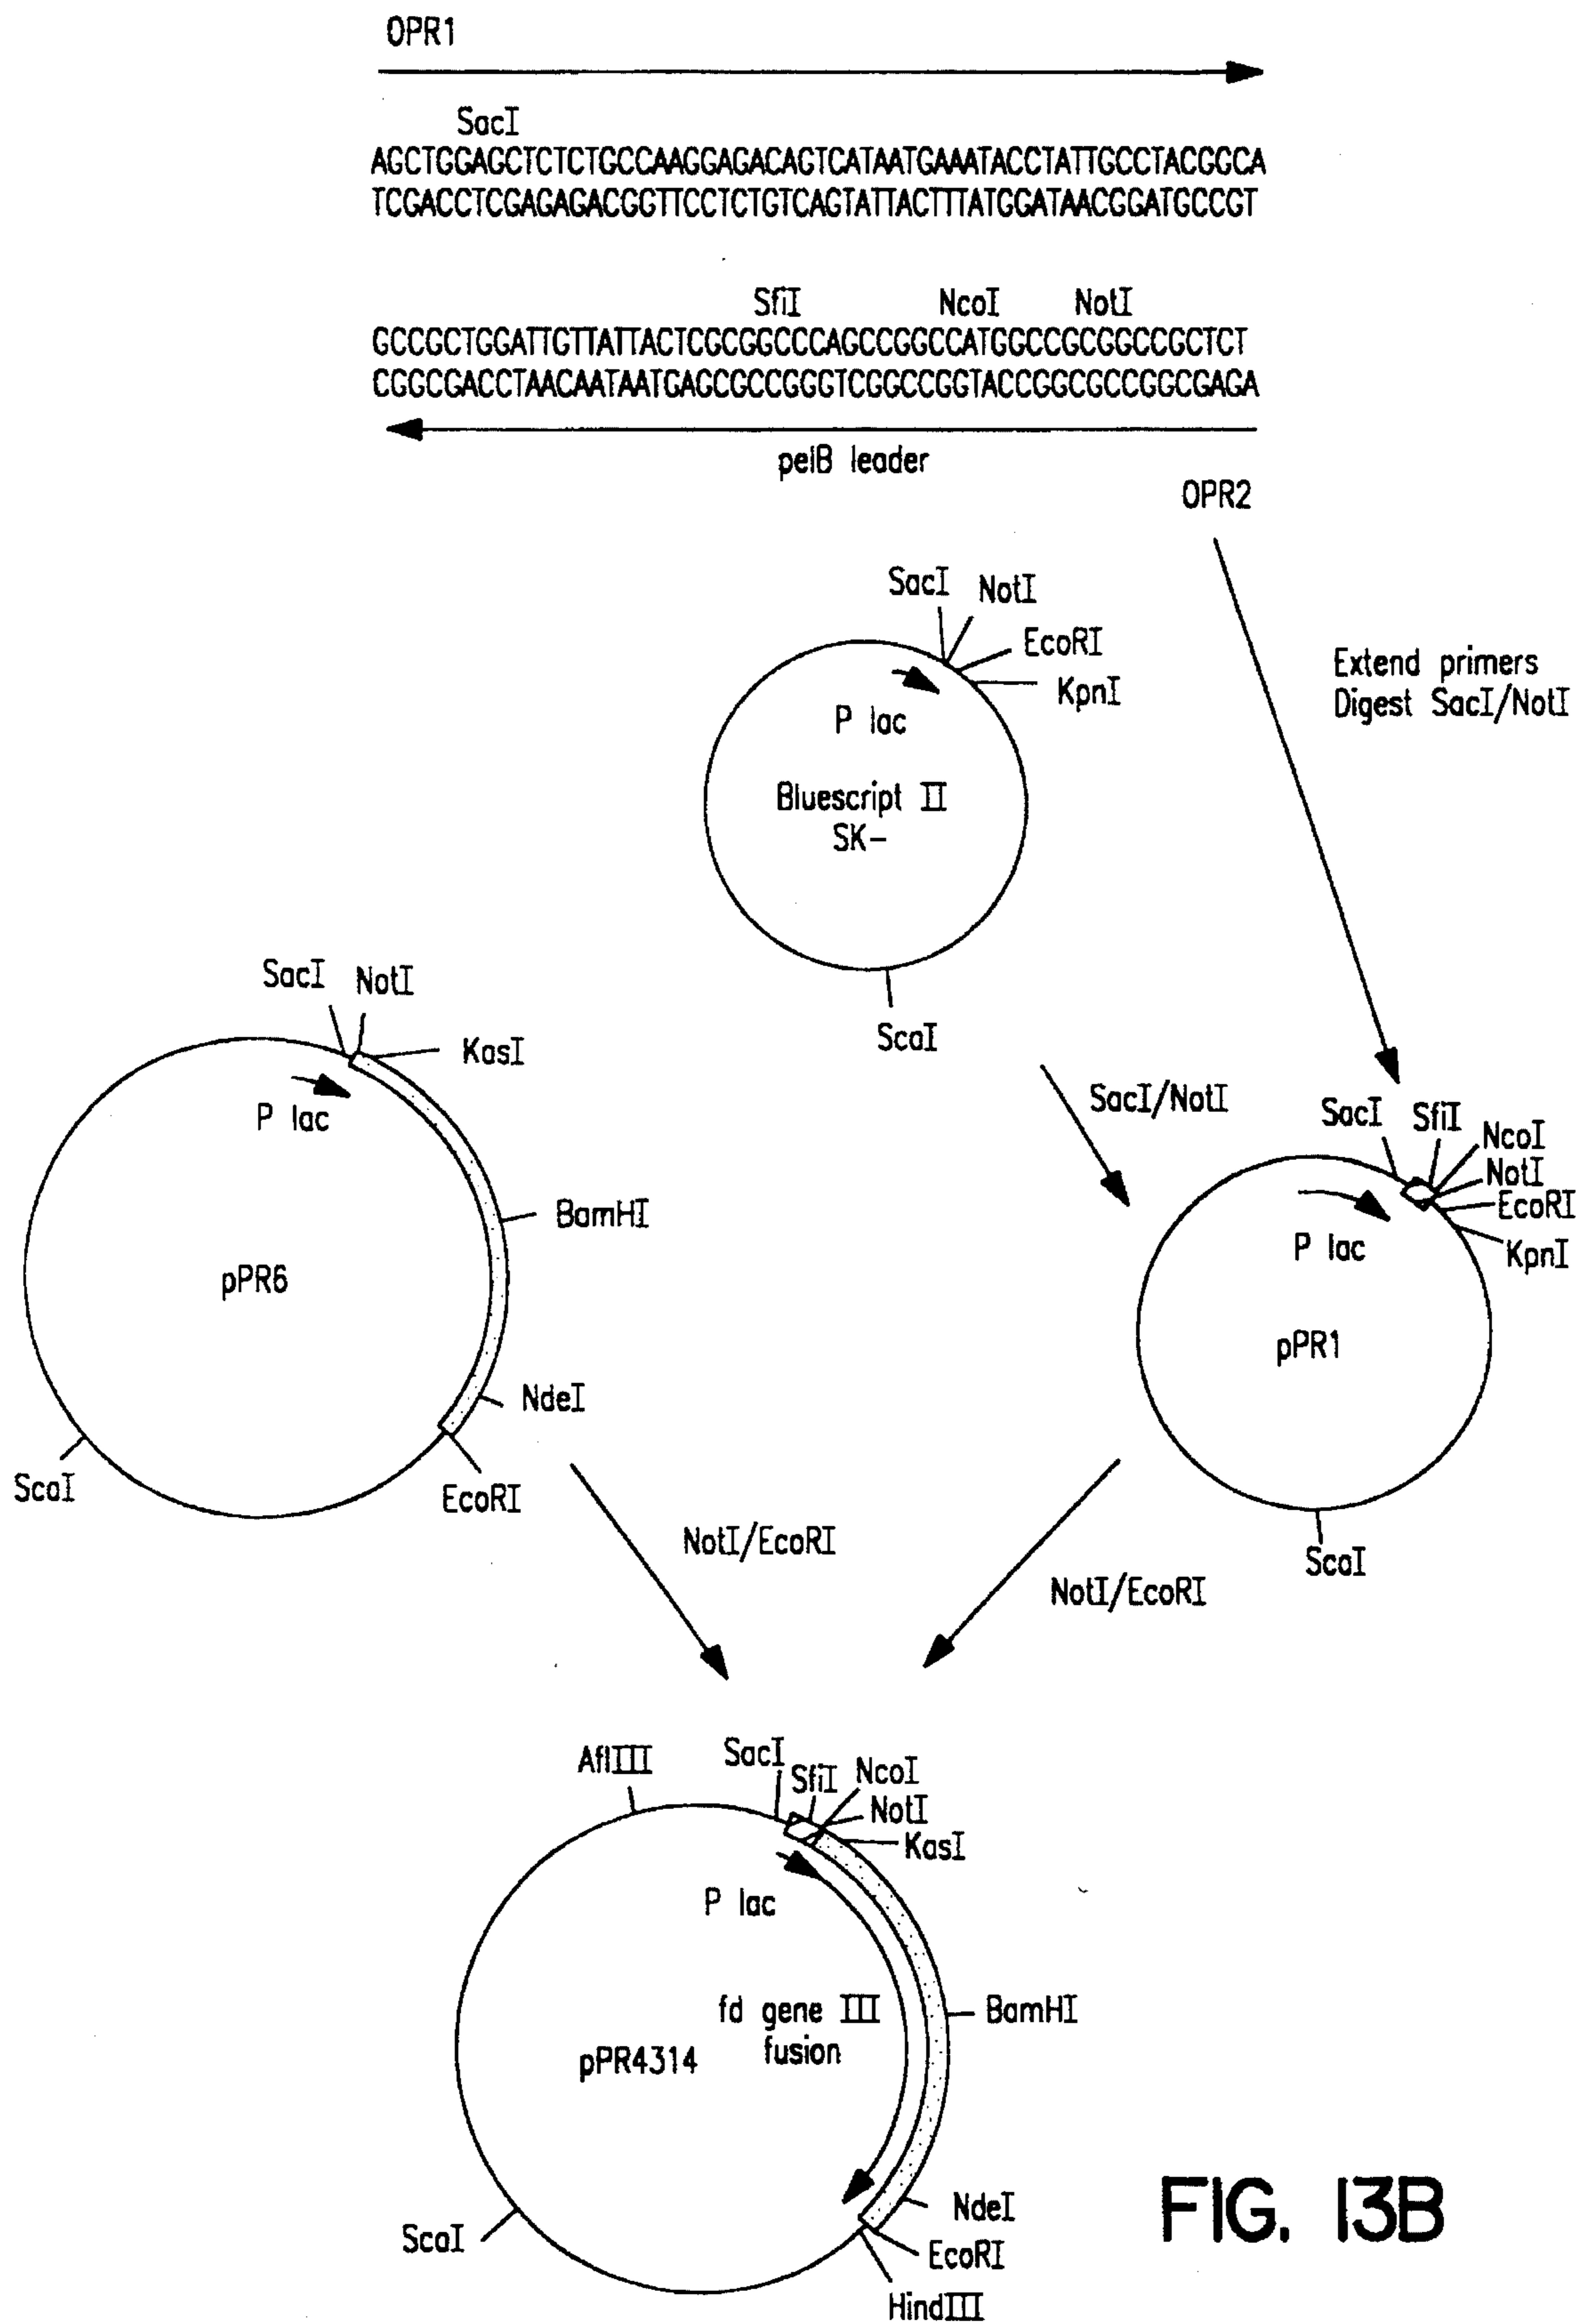 OPR1
SacI
AGCTGGAGCTCTCTGCCAAGGAGACAGTCATAATGAAATACCTATTGCCTACGGCA
TCGACCTCGAGAGACGGTTCCTCTGTCAGTATTACTTTATGGATAACGGATGCCGT
SfiI NcoI NotI
GCCGCTGGATTGTTATTACTCGCGGCCCAGCCGGCCATGGCCGCGGCCGCTCT
CGGCGACCTAACAATAATGAGCGCCGGGTCGGCCGGTACCGGCGCCGGCGAGA
pelB leader
OPR2
SacI NotI
EcoRI
KpnI
P lac
Bluescript II
SK-
ScaI
Extend primers
Digest SacI/NotI
SacI NotI
KasI
P lac
BamHI
pPR6
NdeI
EcoRI
ScaI
SacI/NotI
SacI SfiI
NcoI
NotI
EcoRI
KpnI
P lac
pPR1
ScaI
NotI/EcoRI
NotI/EcoRI
AflIII
SacI
SfiI
NcoI
NotI
KasI
P lac
fd gene III
fusion
BamHI
pPR4314
NdeI
EcoRI
HindIII
ScaI
FIG. 13B